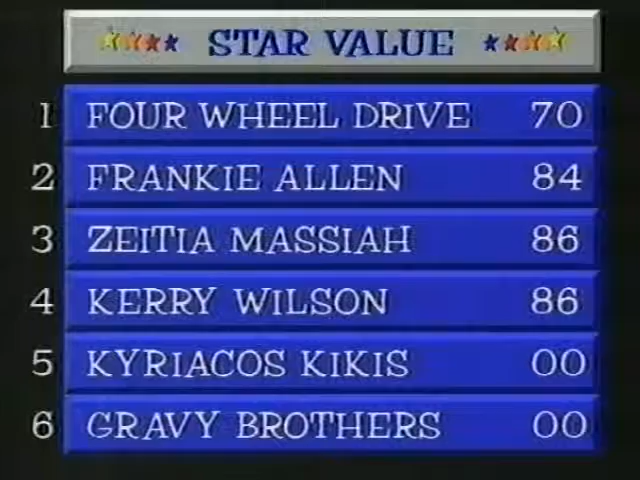 STAR VALUE
1 FOUR WHEEL DRIVE 70
2 FRANKIE ALLEN 84
3 ZEITIA MASSIAH 86
4 KERRY WILSON 86
5 KYRIACOS KIKIS 00
6 GRAVY BROTHERS 00